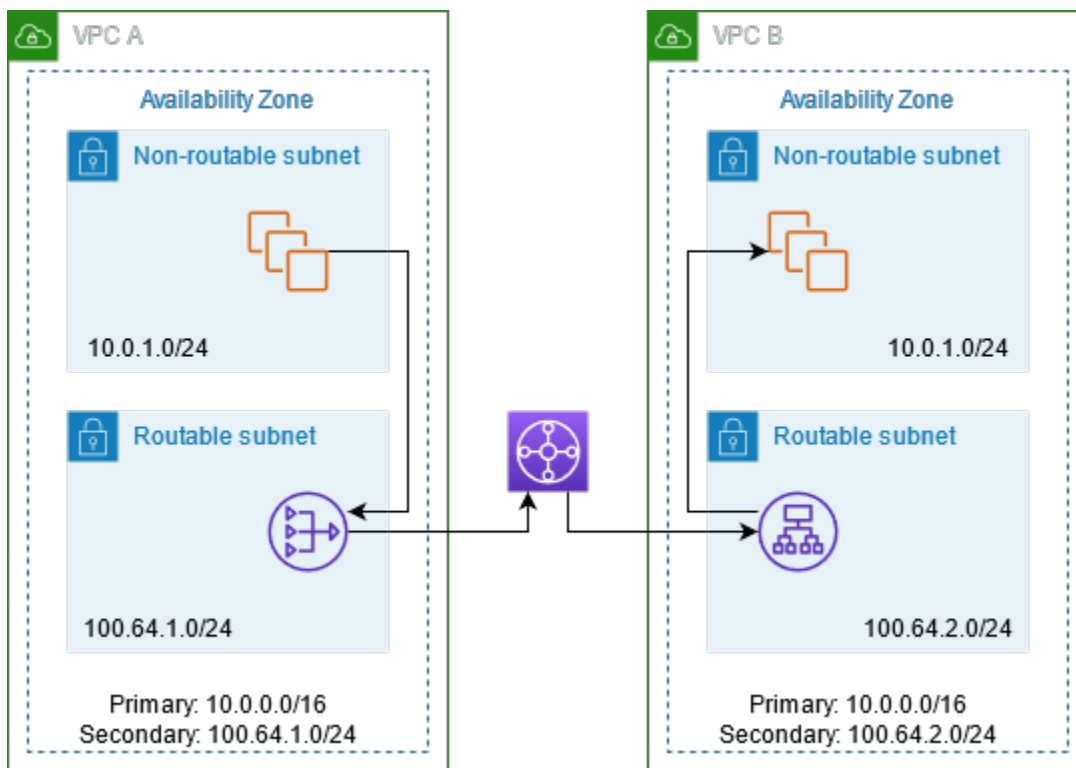 VPC A
Availability Zone
Non-routable subnet
10.0.1.0/24
Routable subnet
100.64.1.0/24
Primary: 10.0.0.0/16
Secondary: 100.64.1.0/24
VPC B
Availability Zone
Non-routable subnet
10.0.1.0/24
Routable subnet
100.64.2.0/24
Primary: 10.0.0.0/16
Secondary: 100.64.2.0/24